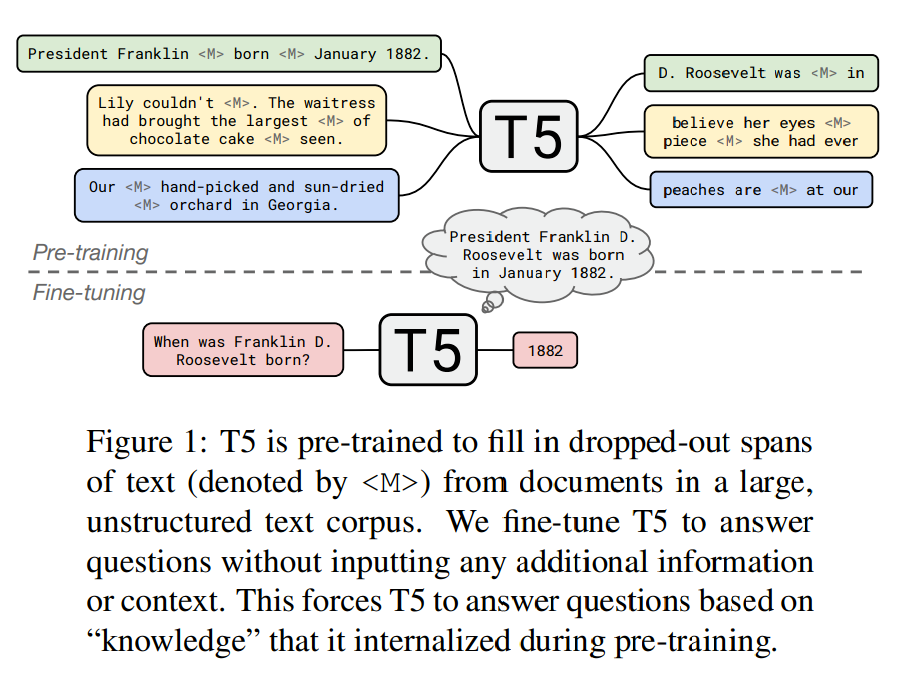 President Franklin <M> born <M> January 1882.
Lily couldn't <M>. The waitress
had brought the largest <M> of
chocolate cake <M> seen.
Our <M> hand-picked and sun-dried
<M> orchard in Georgia.
T5
D. Roosevelt was <M> in
believe her eyes <M>
piece <M> she had ever
peaches are <M> at our
Pre-training
President Franklin D.
Roosevelt was born
in January 1882.
Fine-tuning
When was Franklin D.
Roosevelt born?
T5
1882
Figure 1: T5 is pre-trained to fill in dropped-out spans
of text (denoted by <M>) from documents in a large,
unstructured text corpus. We fine-tune T5 to answer
questions without inputting any additional information
or context. This forces T5 to answer questions based on
“knowledge” that it internalized during pre-training.